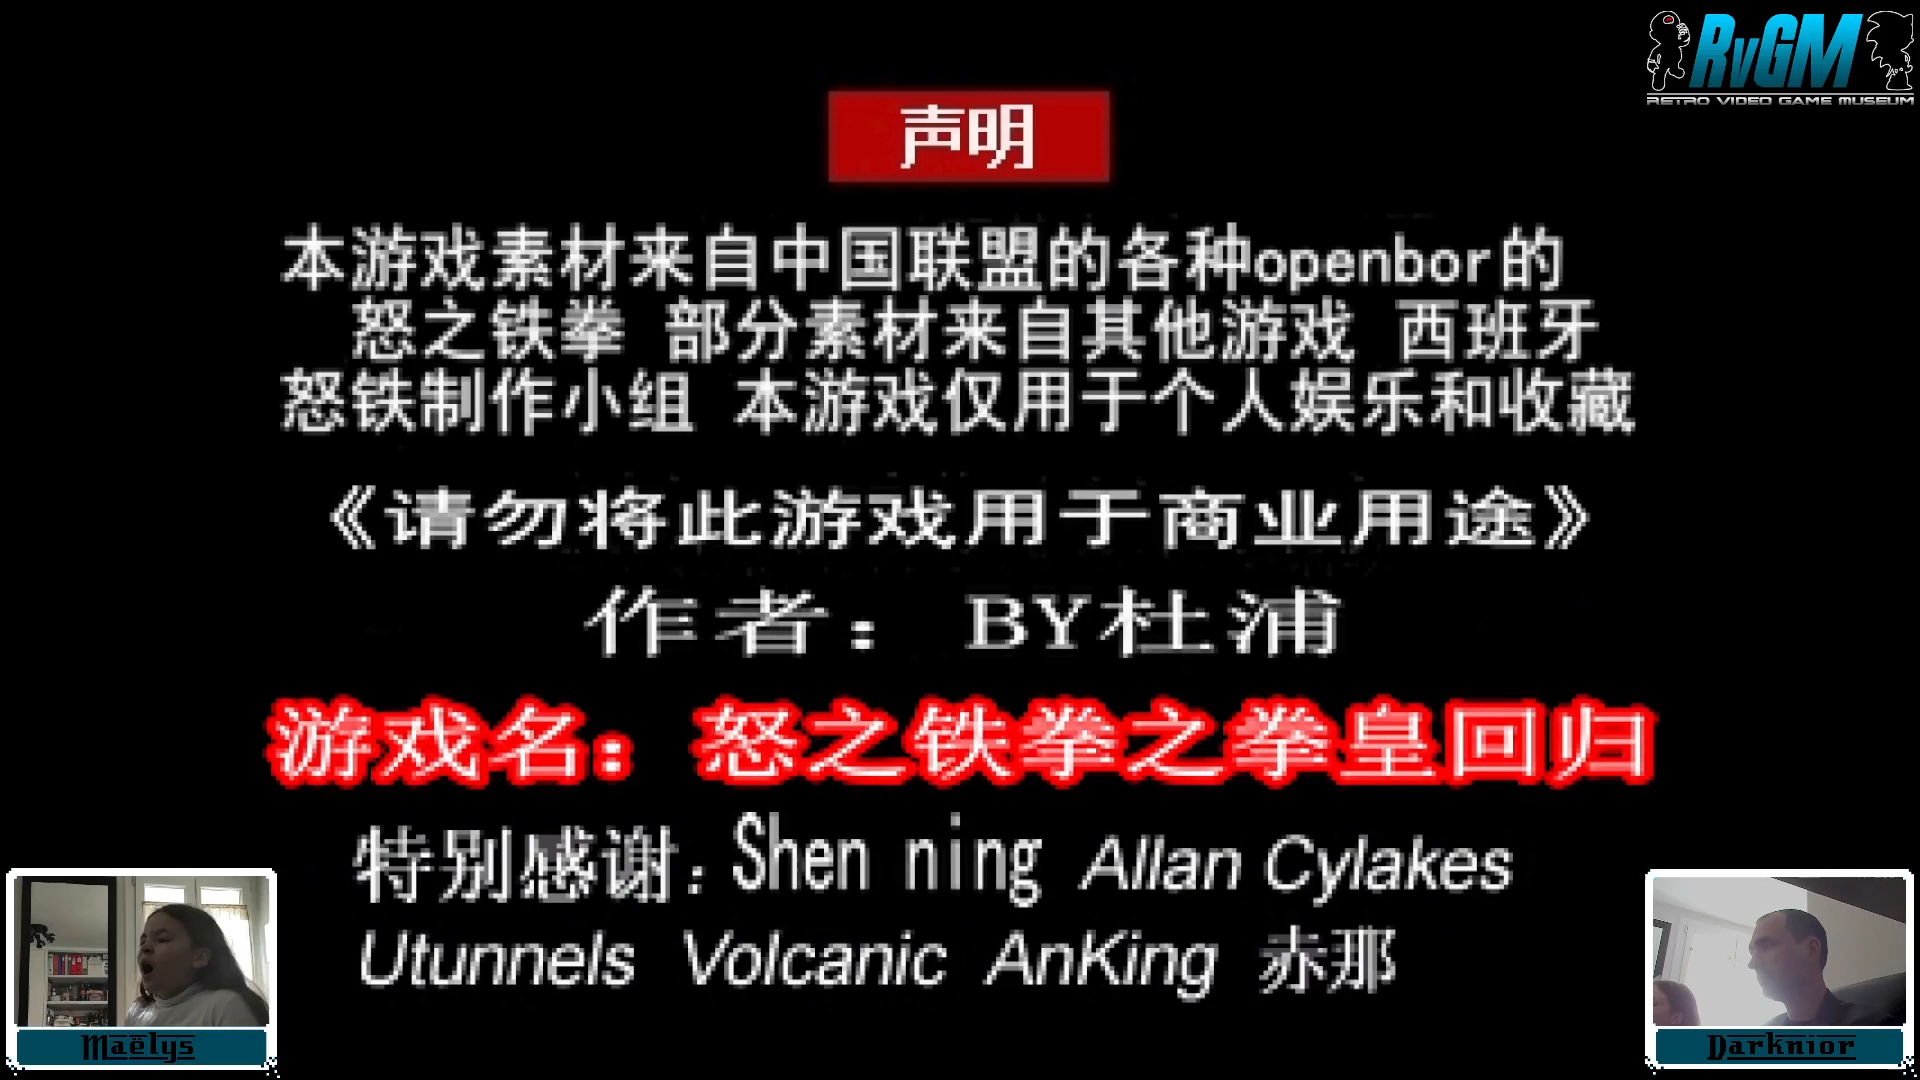 RvGM
RETRO VIDEO GAME MUSEUM
声明
本游戏素材来自中国联盟的各种openbor的
怒之铁拳 部分素材来自其他游戏 西班牙
怒铁制作小组 本游戏仅用于个人娱乐和收藏
《请勿将此游戏用于商业用途》
作者：BY杜浦
游戏名：怒之铁拳之拳皇回归
特别感谢：Shen ning Allan Cylakes
Utunnels Volcanic AnKing 赤那
Maëlys
Darknior